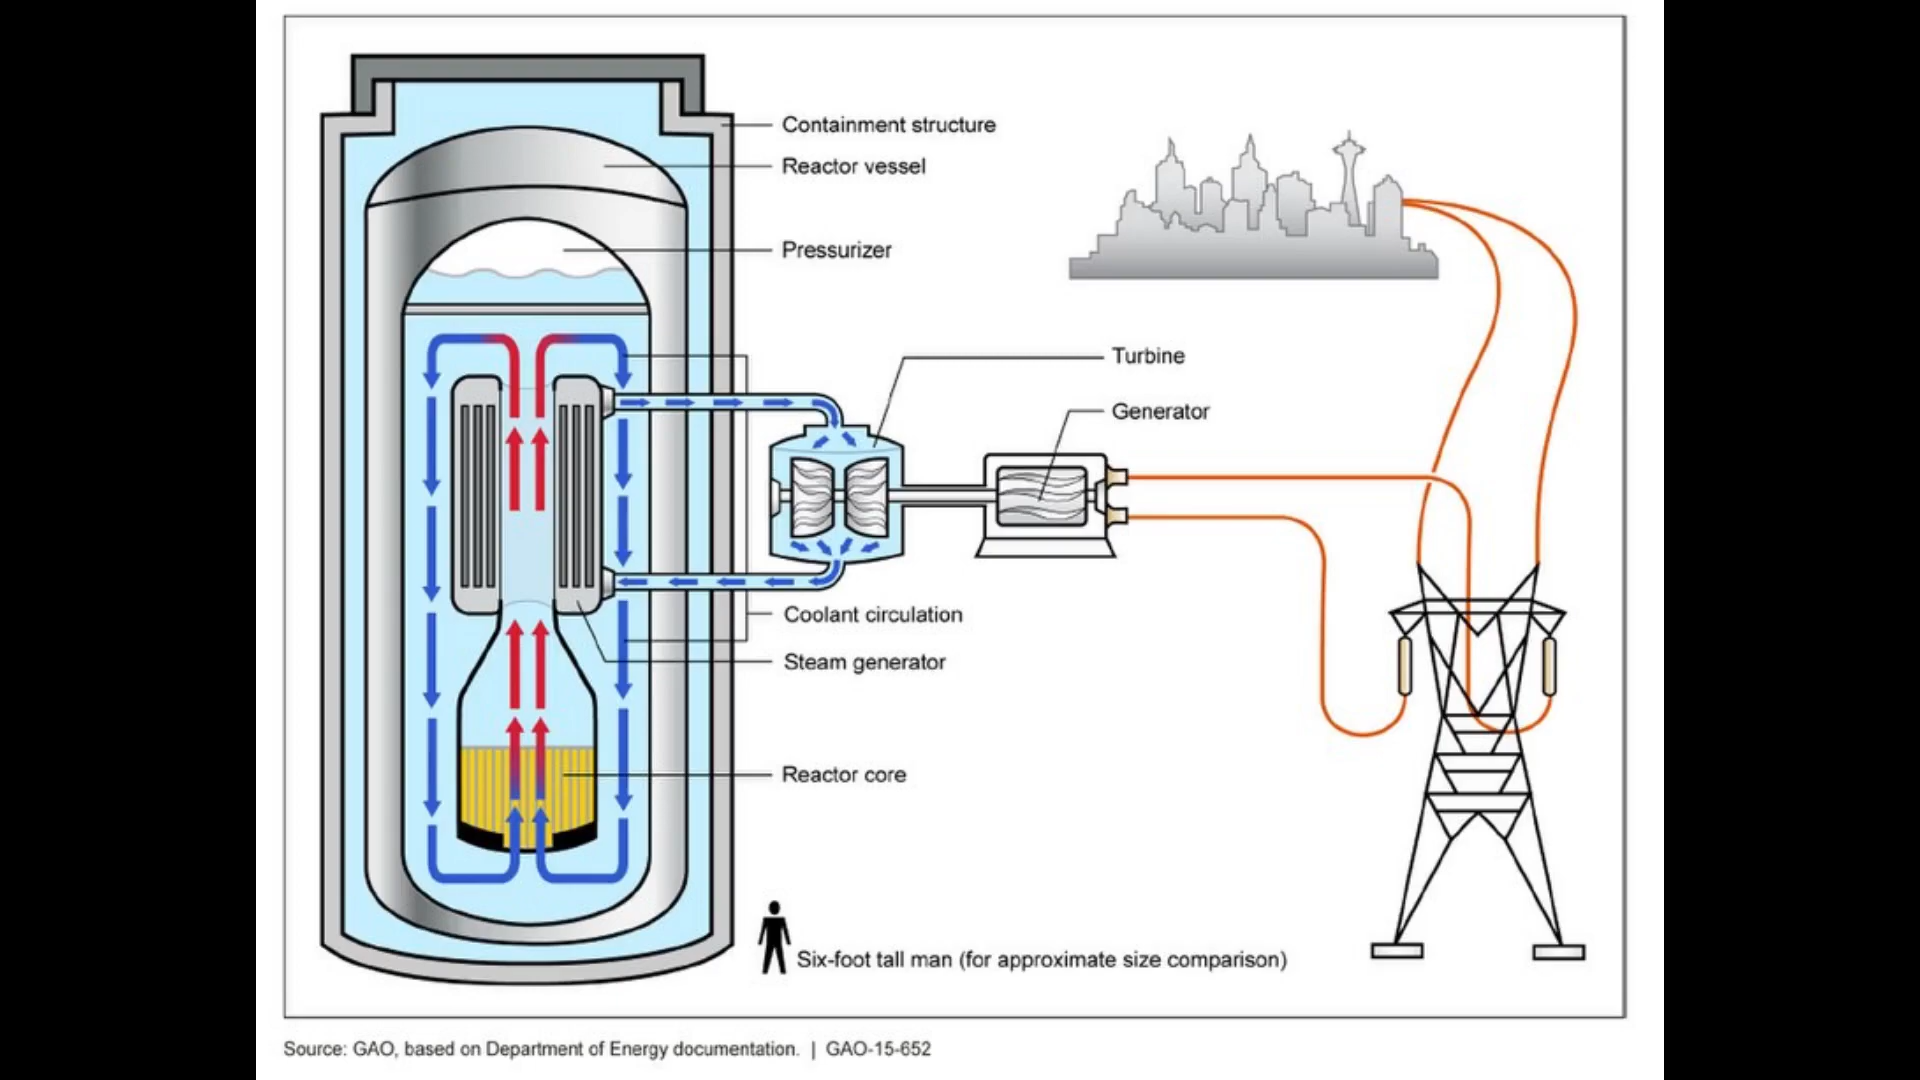 Containment structure
Reactor vessel
Pressurizer
Turbine
Generator
Coolant circulation
Steam generator
Reactor core
Six-foot tall man (for approximate size comparison)
Source: GAO, based on Department of Energy documentation. | GAO-15-652